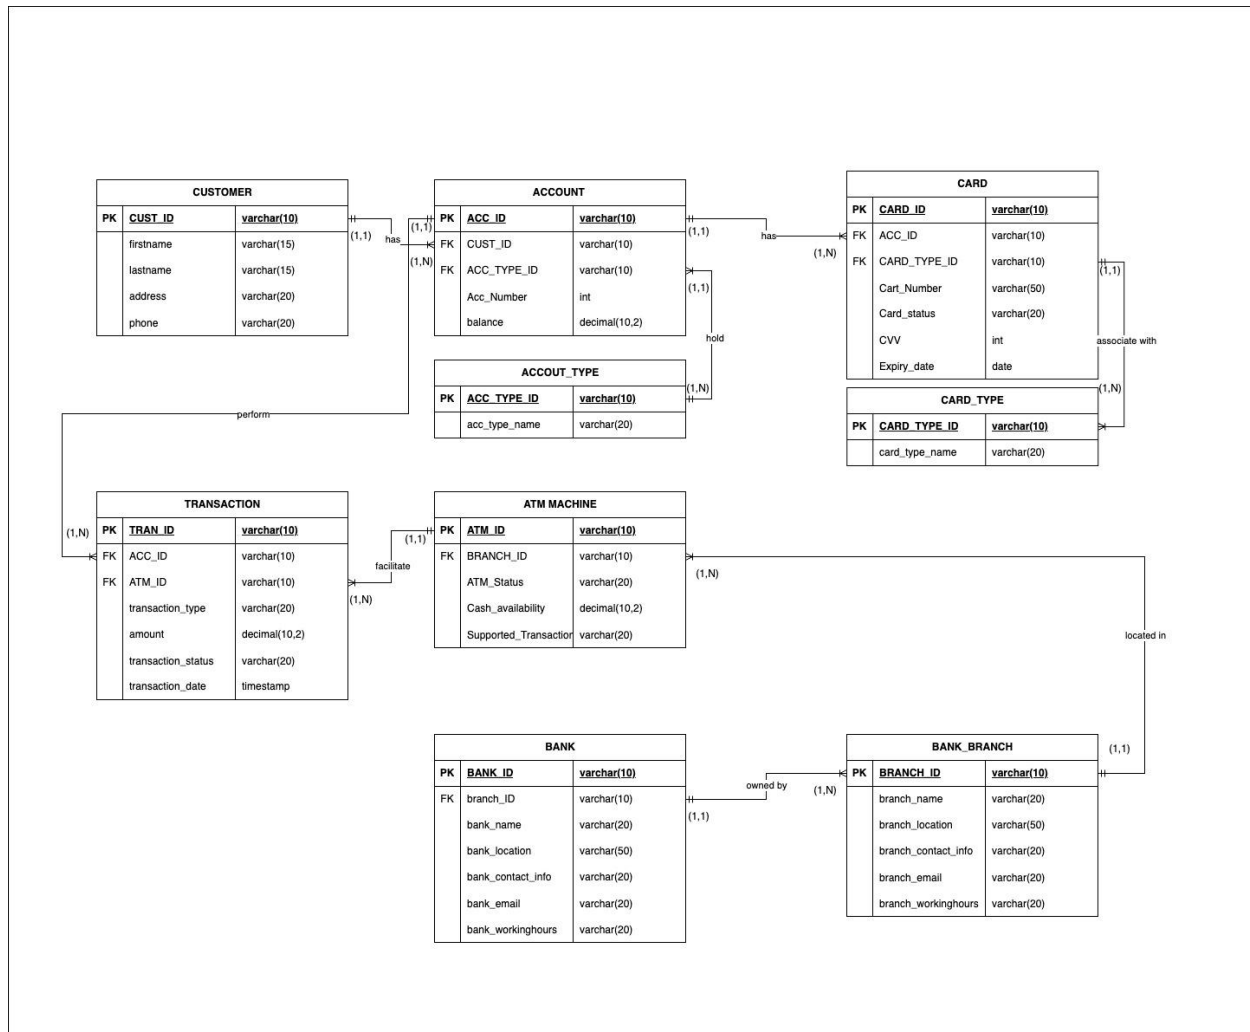 CUSTOMER
PK CUST_ID varchar(10)
firstname varchar(15)
lastname varchar(15)
address varchar(20)
phone varchar(20)
(1,1)
has
(1,N)
(1,1)
ACCOUNT
PK ACC_ID varchar(10)
FK CUST_ID varchar(10)
FK ACC_TYPE_ID varchar(10)
Acc_Number int
balance decimal(10,2)
(1,1)
has
(1,N)
CARD
PK CARD_ID varchar(10)
FK ACC_ID varchar(10)
FK CARD_TYPE_ID varchar(10)
Cart_Number varchar(50)
Card_status varchar(20)
CVV int
Expiry_date date
(1,1)
hold
(1,N)
ACCOUT_TYPE
PK ACC_TYPE_ID varchar(10)
acc_type_name varchar(20)
(1,1)
associate with
(1,N)
CARD_TYPE
PK CARD_TYPE_ID varchar(10)
card_type_name varchar(20)
perform
(1,N)
TRANSACTION
PK TRAN_ID varchar(10)
FK ACC_ID varchar(10)
FK ATM_ID varchar(10)
transaction_type varchar(20)
amount decimal(10,2)
transaction_status varchar(20)
transaction_date timestamp
(1,1)
facilitate
(1,N)
ATM MACHINE
PK ATM_ID varchar(10)
FK BRANCH_ID varchar(10)
ATM_Status varchar(20)
Cash_availability decimal(10,2)
Supported_Transaction varchar(20)
(1,N)
located in
(1,1)
BANK
PK BANK_ID varchar(10)
FK branch_ID varchar(10)
bank_name varchar(20)
bank_location varchar(50)
bank_contact_info varchar(20)
bank_email varchar(20)
bank_workinghours varchar(20)
owned by
(1,1)
(1,N)
BANK_BRANCH
PK BRANCH_ID varchar(10)
branch_name varchar(20)
branch_location varchar(50)
branch_contact_info varchar(20)
branch_email varchar(20)
branch_workinghours varchar(20)